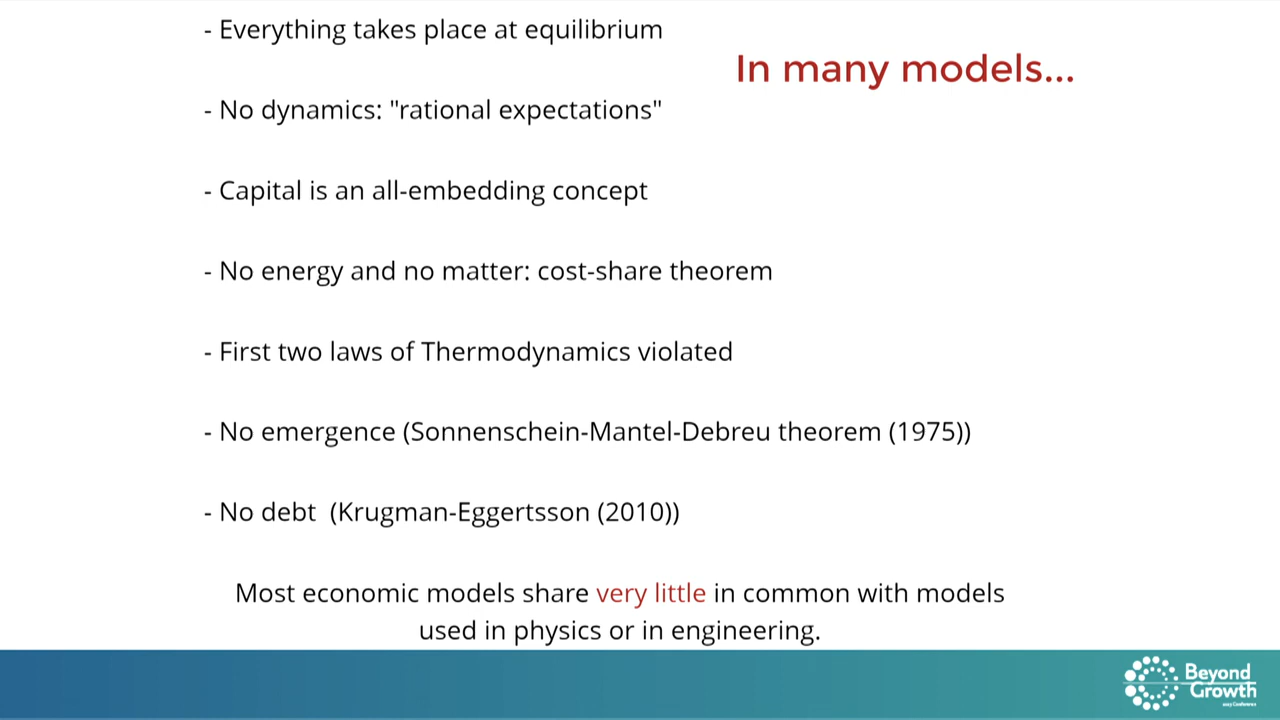 - Everything takes place at equilibrium
In many models...
- No dynamics: "rational expectations"
- Capital is an all-embedding concept
- No energy and no matter: cost-share theorem
- First two laws of Thermodynamics violated
- No emergence (Sonnenschein-Mantel-Debreu theorem (1975))
- No debt  (Krugman-Eggertsson (2010))
Most economic models share very little in common with models
used in physics or in engineering.
Beyond
Growth
2023 Conference